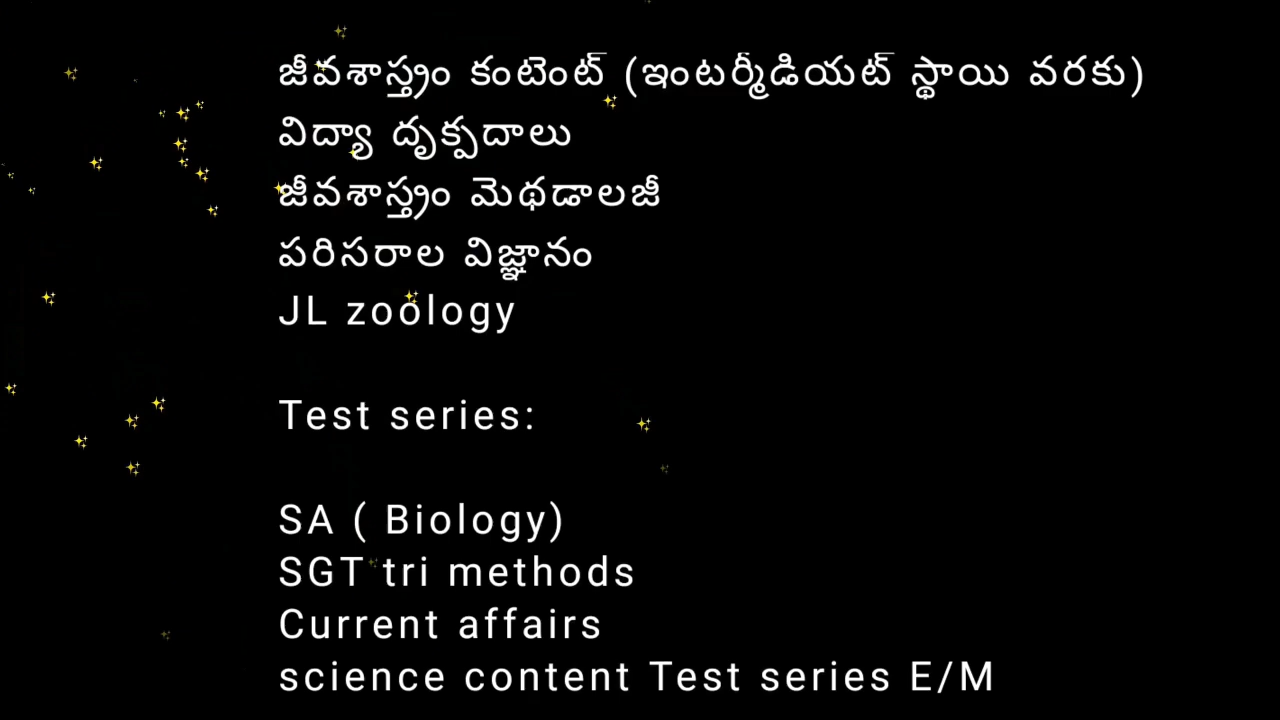 జీవశాస్త్రం కంటెంట్ (ఇంటర్మీడియట్ స్థాయి వరకు)
విద్యా దృక్పదాలు
జీవశాస్త్రం మెథడాలజీ
పరిసరాల విజ్ఞానం
JL zoology
Test series:
SA ( Biology)
SGT tri methods
Current affairs
science content Test series E/M